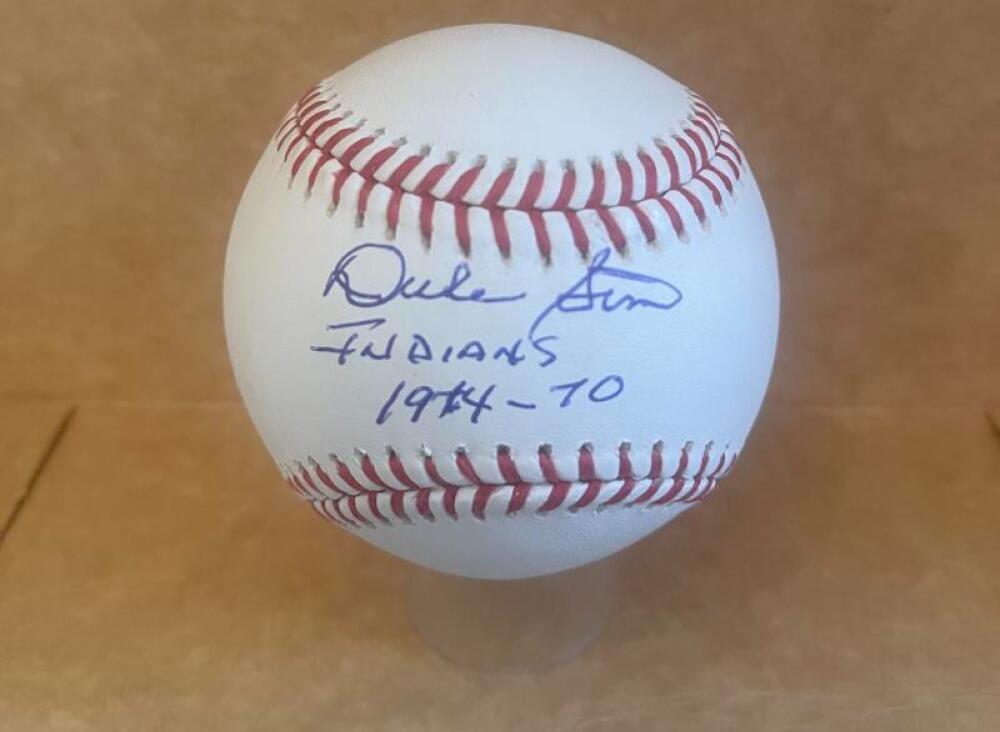 Duke Sims
INDIANS
1964-70